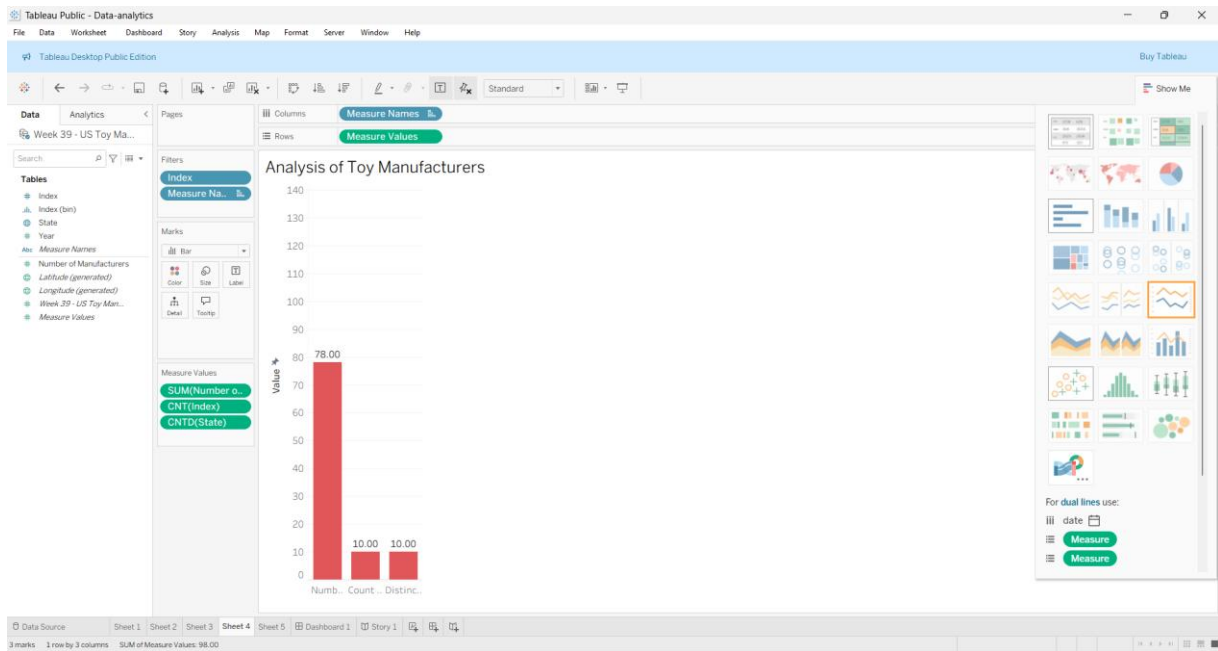 Tableau Public - Data-analytics
File Data Worksheet Dashboard Story Analysis Map Format Server Window Help
Tableau Desktop Public Edition Buy Tableau
Standard Show Me
Data Analytics Pages Columns Measure Names
Week 39 - US Toy Ma... Rows Measure Values
Search
Tables
Index
Index (bin)
State
Year
Abc Measure Names
Number of Manufacturers
Latitude (generated)
Longitude (generated)
Week 39 - US Toy Man...
Measure Values
Filters
Index
Measure Na..
Marks
Bar
Color Size Label
Detail Tooltip
Measure Values
SUM(Number o..
CNT(Index)
CNTD(State)
Analysis of Toy Manufacturers
140
130
120
110
100
90
80 78.00
70
60
50
40
30
20
10 10.00 10.00
0
Value
Numb.. Count .. Distinc..
For dual lines use:
date
Measure
Measure
Data Source Sheet 1 Sheet 2 Sheet 3 Sheet 4 Sheet 5 Dashboard 1 Story 1
3 marks 1 row by 3 columns SUM of Measure Values: 98.00